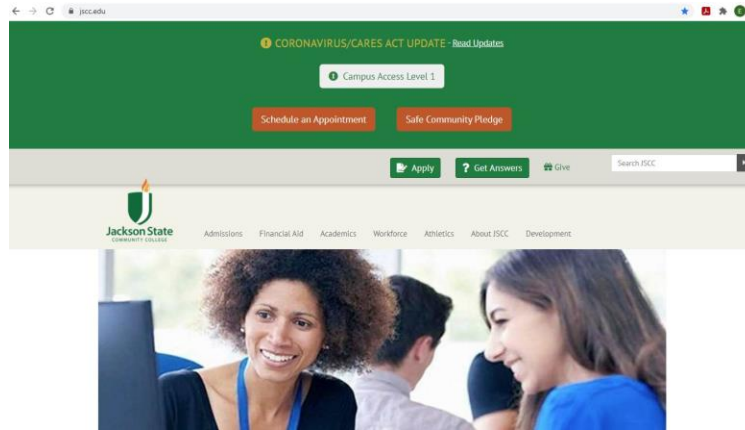 jscc.edu
CORONAVIRUS/CARES ACT UPDATE - Read Updates
Campus Access Level 1
Schedule an Appointment Safe Community Pledge
Apply ? Get Answers Give Search JSCC
Jackson State
COMMUNITY COLLEGE
Admissions Financial Aid Academics Workforce Athletics About JSCC Development